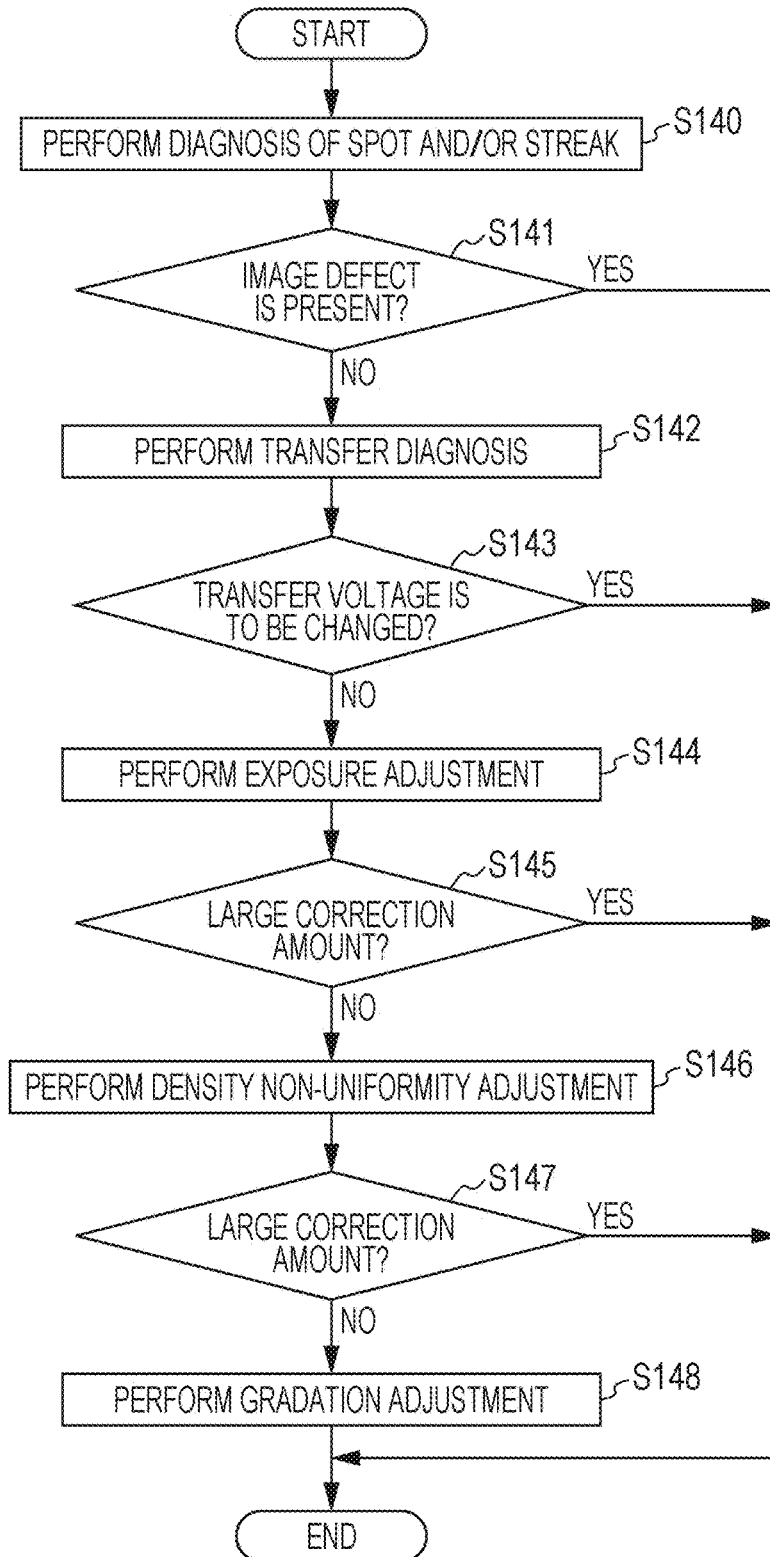 START
PERFORM DIAGNOSIS OF SPOT AND/OR STREAK
S140
S141
IMAGE DEFECT
IS PRESENT?
YES
NO
PERFORM TRANSFER DIAGNOSIS
S142
S143
TRANSFER VOLTAGE IS
TO BE CHANGED?
YES
NO
PERFORM EXPOSURE ADJUSTMENT
S144
S145
LARGE CORRECTION
AMOUNT?
YES
NO
PERFORM DENSITY NON-UNIFORMITY ADJUSTMENT
S146
S147
LARGE CORRECTION
AMOUNT?
YES
NO
PERFORM GRADATION ADJUSTMENT
S148
END